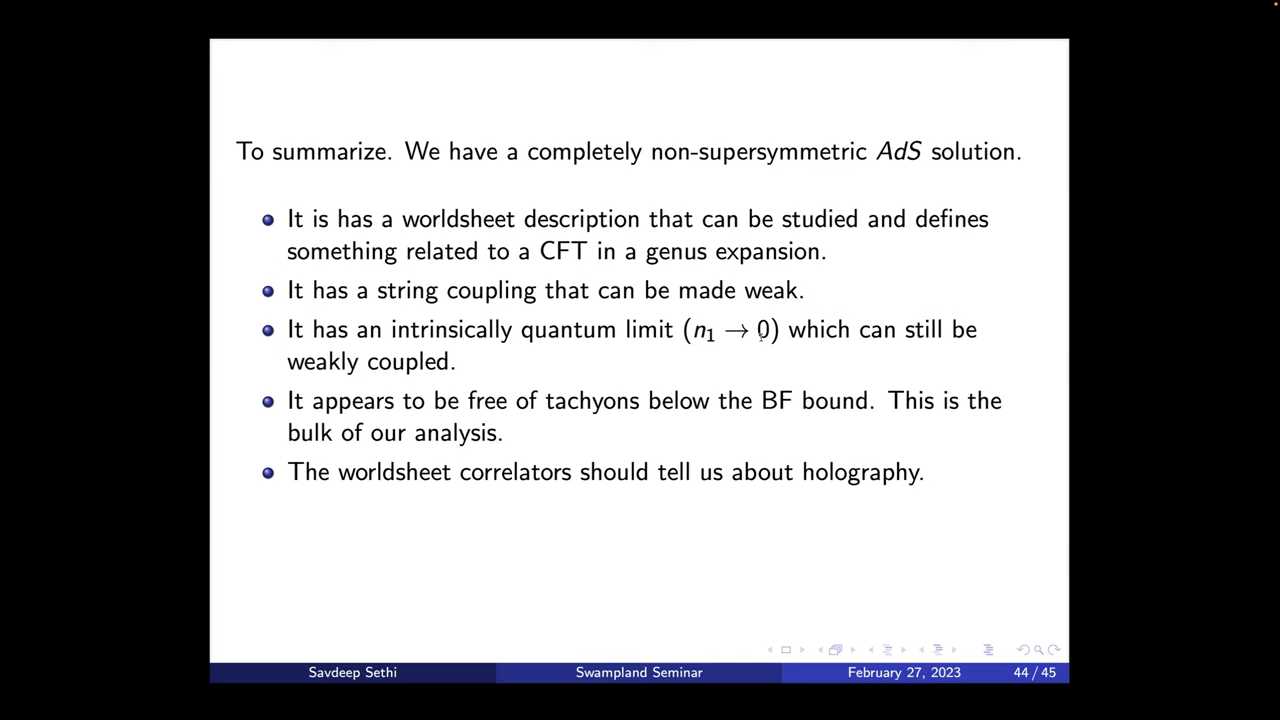 To summarize. We have a completely non-supersymmetric AdS solution.
It is has a worldsheet description that can be studied and defines
something related to a CFT in a genus expansion.
It has a string coupling that can be made weak.
It has an intrinsically quantum limit (n₁ → 0) which can still be
weakly coupled.
It appears to be free of tachyons below the BF bound. This is the
bulk of our analysis.
The worldsheet correlators should tell us about holography.
Savdeep Sethi Swampland Seminar February 27, 2023 44 / 45